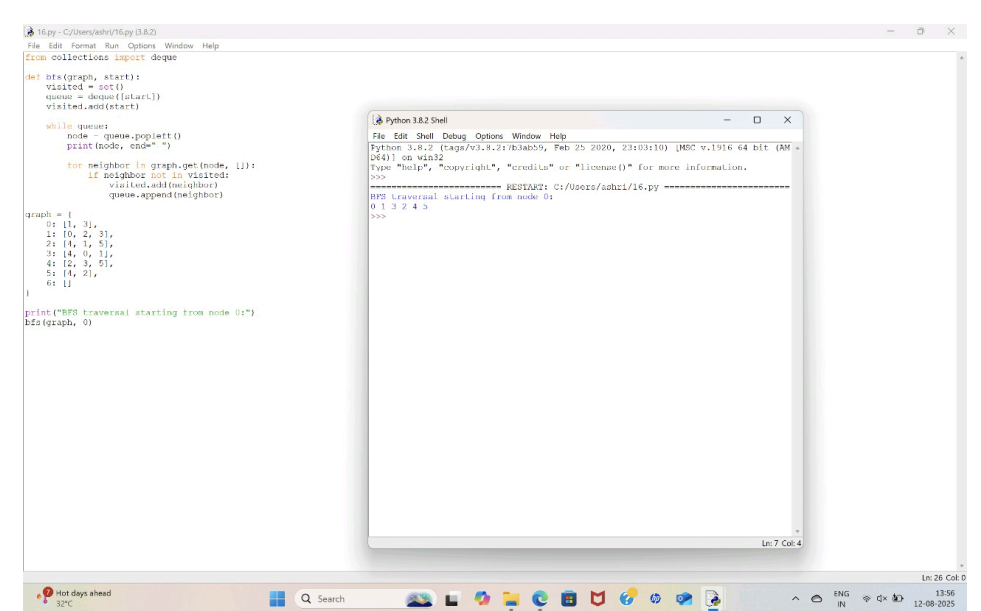 16.py - C:/Users/ashri/16.py (3.8.2)
File Edit Format Run Options Window Help
from collections import deque
def bfs(graph, start):
visited = set()
queue = deque([start])
visited.add(start)
while queue:
node = queue.popleft()
print(node, end=" ")
for neighbor in graph.get(node, []):
if neighbor not in visited:
visited.add(neighbor)
queue.append(neighbor)
graph = {
0: [1, 3],
1: [0, 2, 3],
2: [4, 1, 5],
3: [4, 0, 1],
4: [2, 3, 5],
5: [4, 2],
6: []
}
print("BFS traversal starting from node 0:")
bfs(graph, 0)
Python 3.8.2 Shell
File Edit Shell Debug Options Window Help
Python 3.8.2 (tags/v3.8.2:7b3ab59, Feb 25 2020, 23:03:10) [MSC v.1916 64 bit (AM
D64)] on win32
Type "help", "copyright", "credits" or "license()" for more information.
>>>
========================= RESTART: C:/Users/ashri/16.py ========================
BFS traversal starting from node 0:
0 1 3 2 4 5
>>>
Ln: 7 Col: 4
Ln: 26 Col: 0
7
Hot days ahead
32°C
Search
ENG
IN
13:56
12-08-2025